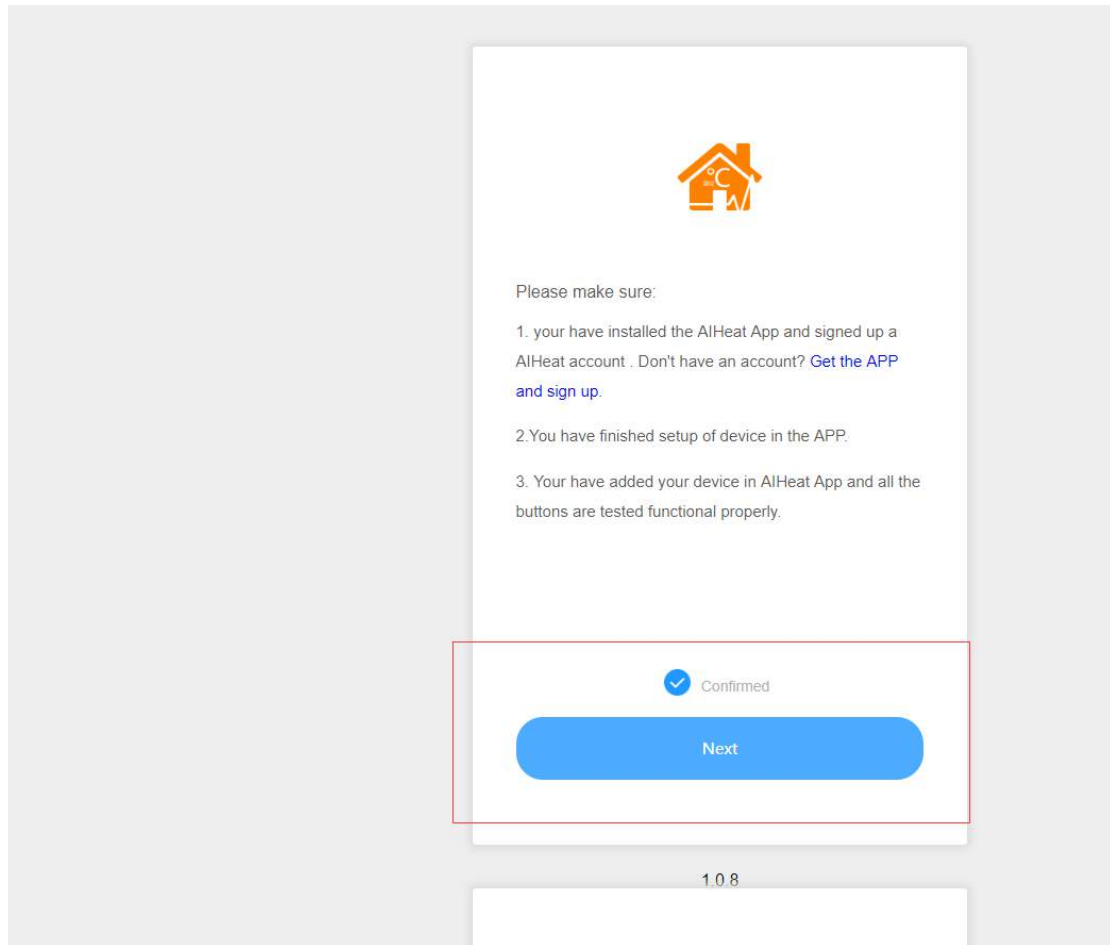 °C
Please make sure:
1. your have installed the AIHeat App and signed up a
AIHeat account . Don't have an account? Get the APP
and sign up.
2.You have finished setup of device in the APP.
3. Your have added your device in AIHeat App and all the
buttons are tested functional properly.
Confirmed
Next
1.0.8